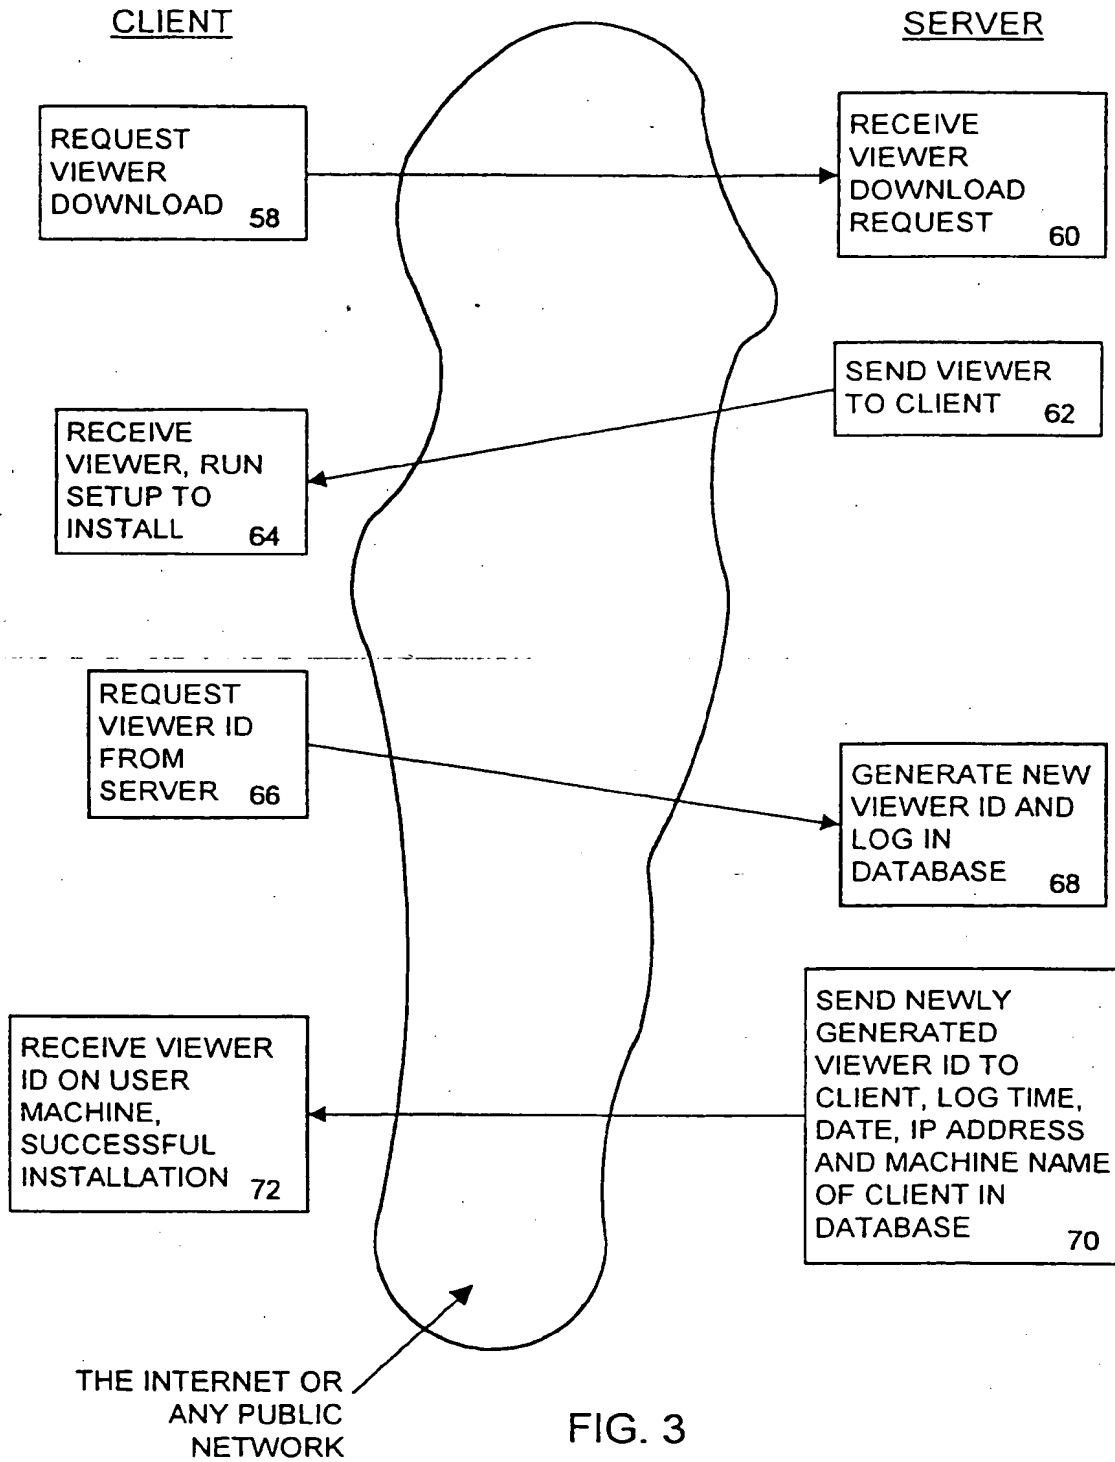 CLIENT
SERVER
REQUEST
VIEWER
DOWNLOAD 58
RECEIVE
VIEWER
DOWNLOAD
REQUEST 60
SEND VIEWER
TO CLIENT 62
RECEIVE
VIEWER, RUN
SETUP TO
INSTALL 64
REQUEST
VIEWER ID
FROM
SERVER 66
GENERATE NEW
VIEWER ID AND
LOG IN
DATABASE 68
SEND NEWLY
GENERATED
VIEWER ID TO
CLIENT, LOG TIME,
DATE, IP ADDRESS
AND MACHINE NAME
OF CLIENT IN
DATABASE 70
RECEIVE VIEWER
ID ON USER
MACHINE,
SUCCESSFUL
INSTALLATION 72
THE INTERNET OR
ANY PUBLIC
NETWORK
FIG. 3